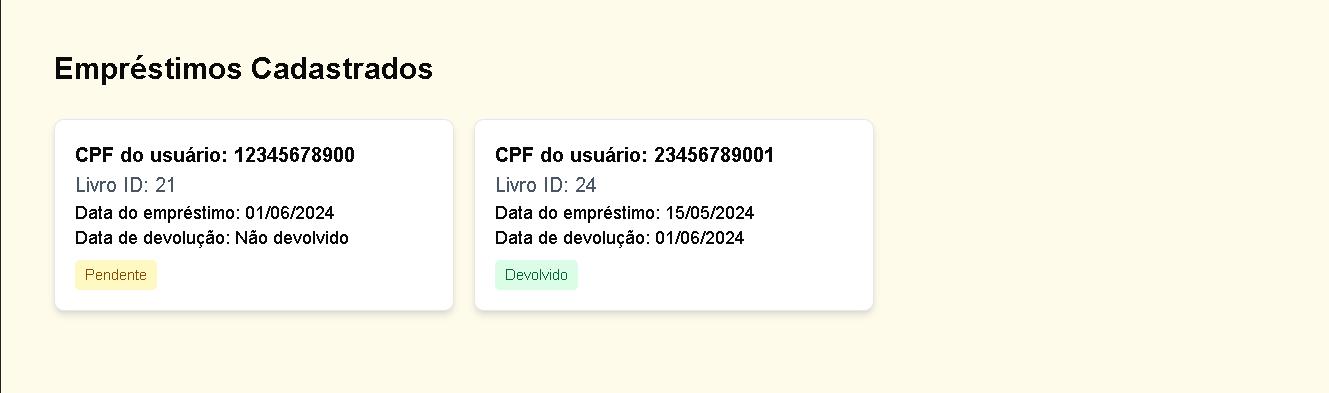 Empréstimos Cadastrados
CPF do usuário: 12345678900
Livro ID: 21
Data do empréstimo: 01/06/2024
Data de devolução: Não devolvido
Pendente
CPF do usuário: 23456789001
Livro ID: 24
Data do empréstimo: 15/05/2024
Data de devolução: 01/06/2024
Devolvido